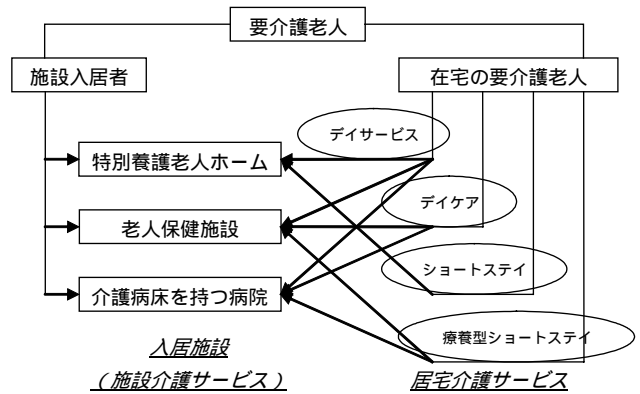 要介護老人
施設入居者
在宅の要介護老人
デイサービス
特別養護老人ホーム
デイケア
老人保健施設
ショートステイ
介護病床を持つ病院
療養型ショートステイ
入居施設
（施設介護サービス）
居宅介護サービス